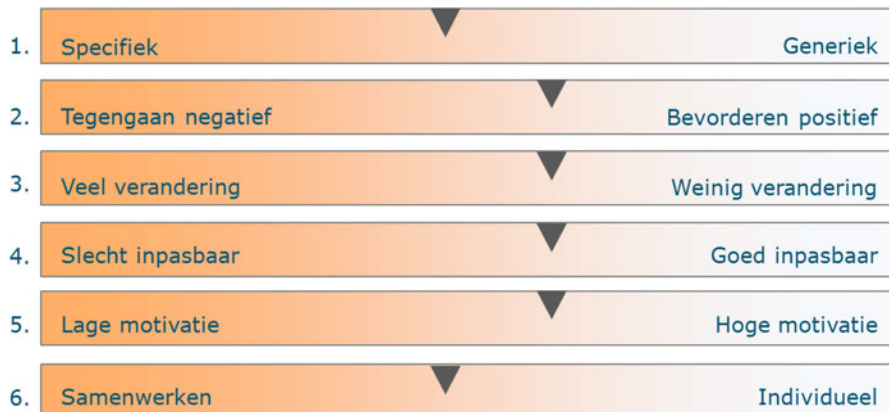 1. Specifiek Generiek
2. Tegengaan negatief Bevorderen positief
3. Veel verandering Weinig verandering
4. Slecht inpasbaar Goed inpasbaar
5. Lage motivatie Hoge motivatie
6. Samenwerken Individueel